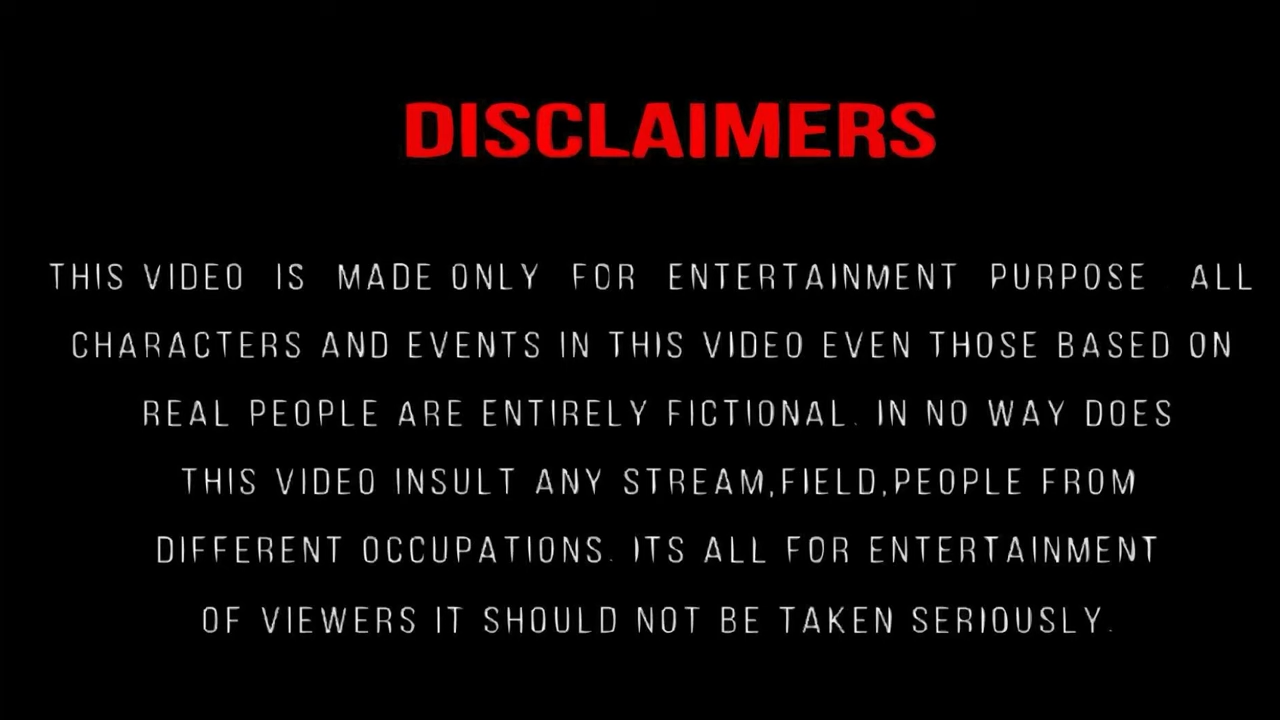 DISCLAIMERS
THIS VIDEO IS MADE ONLY FOR ENTERTAINMENT PURPOSE . ALL
CHARACTERS AND EVENTS IN THIS VIDEO EVEN THOSE BASED ON
REAL PEOPLE ARE ENTIRELY FICTIONAL. IN NO WAY DOES
THIS VIDEO INSULT ANY STREAM,FIELD,PEOPLE FROM
DIFFERENT OCCUPATIONS. ITS ALL FOR ENTERTAINMENT
OF VIEWERS IT SHOULD NOT BE TAKEN SERIOUSLY.